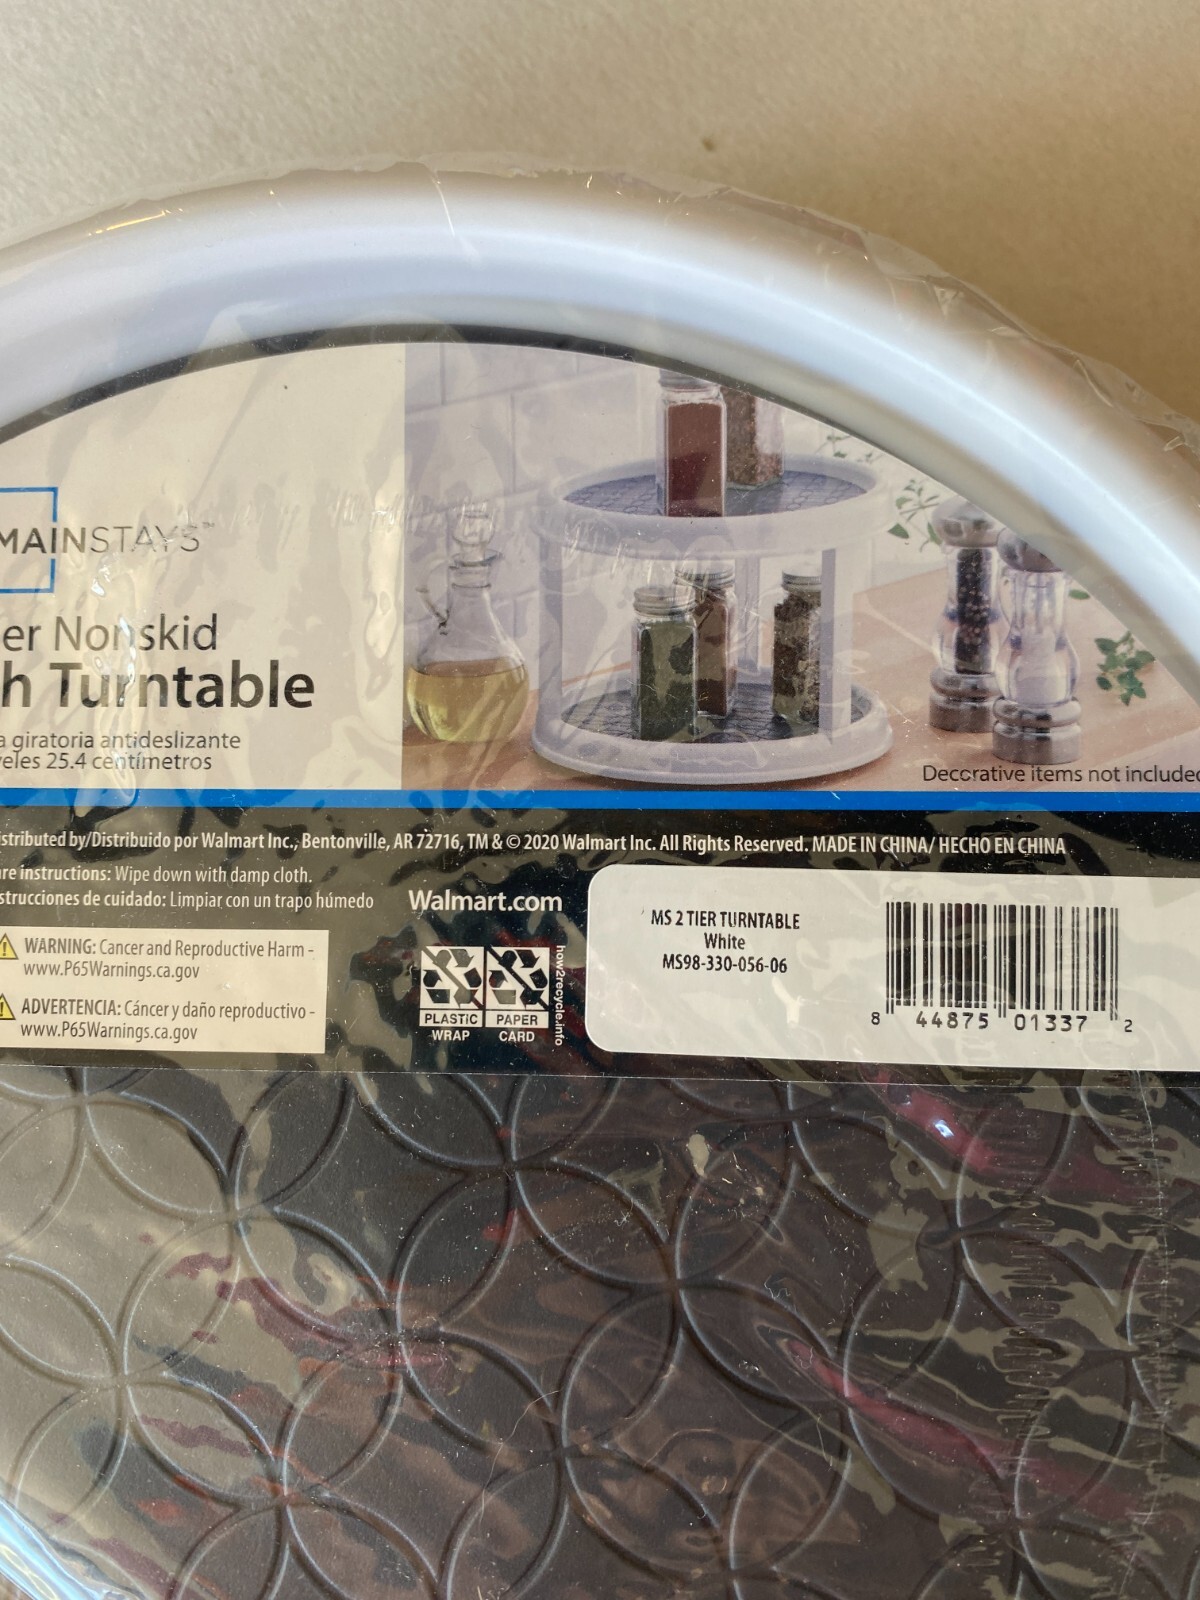 MAINSTAYS™
er Nonskid
h Turntable
a giratoria antideslizante
eles 25.4 centímetros
Decorative items not included
istributed by/Distribuido por Walmart Inc., Bentonville, AR 72716, TM & © 2020 Walmart Inc. All Rights Reserved. MADE IN CHINA/ HECHO EN CHINA
re instructions: Wipe down with damp cloth.
strucciones de cuidado: Limpiar con un trapo húmedo
WARNING: Cancer and Reproductive Harm -
www.P65Warnings.ca.gov
ADVERTENCIA: Cáncer y daño reproductivo -
www.P65Warnings.ca.gov
Walmart.com
PLASTIC PAPER
WRAP CARD
how2recycle.info
MS 2 TIER TURNTABLE
White
MS98-330-056-06
8 44875 01337 2